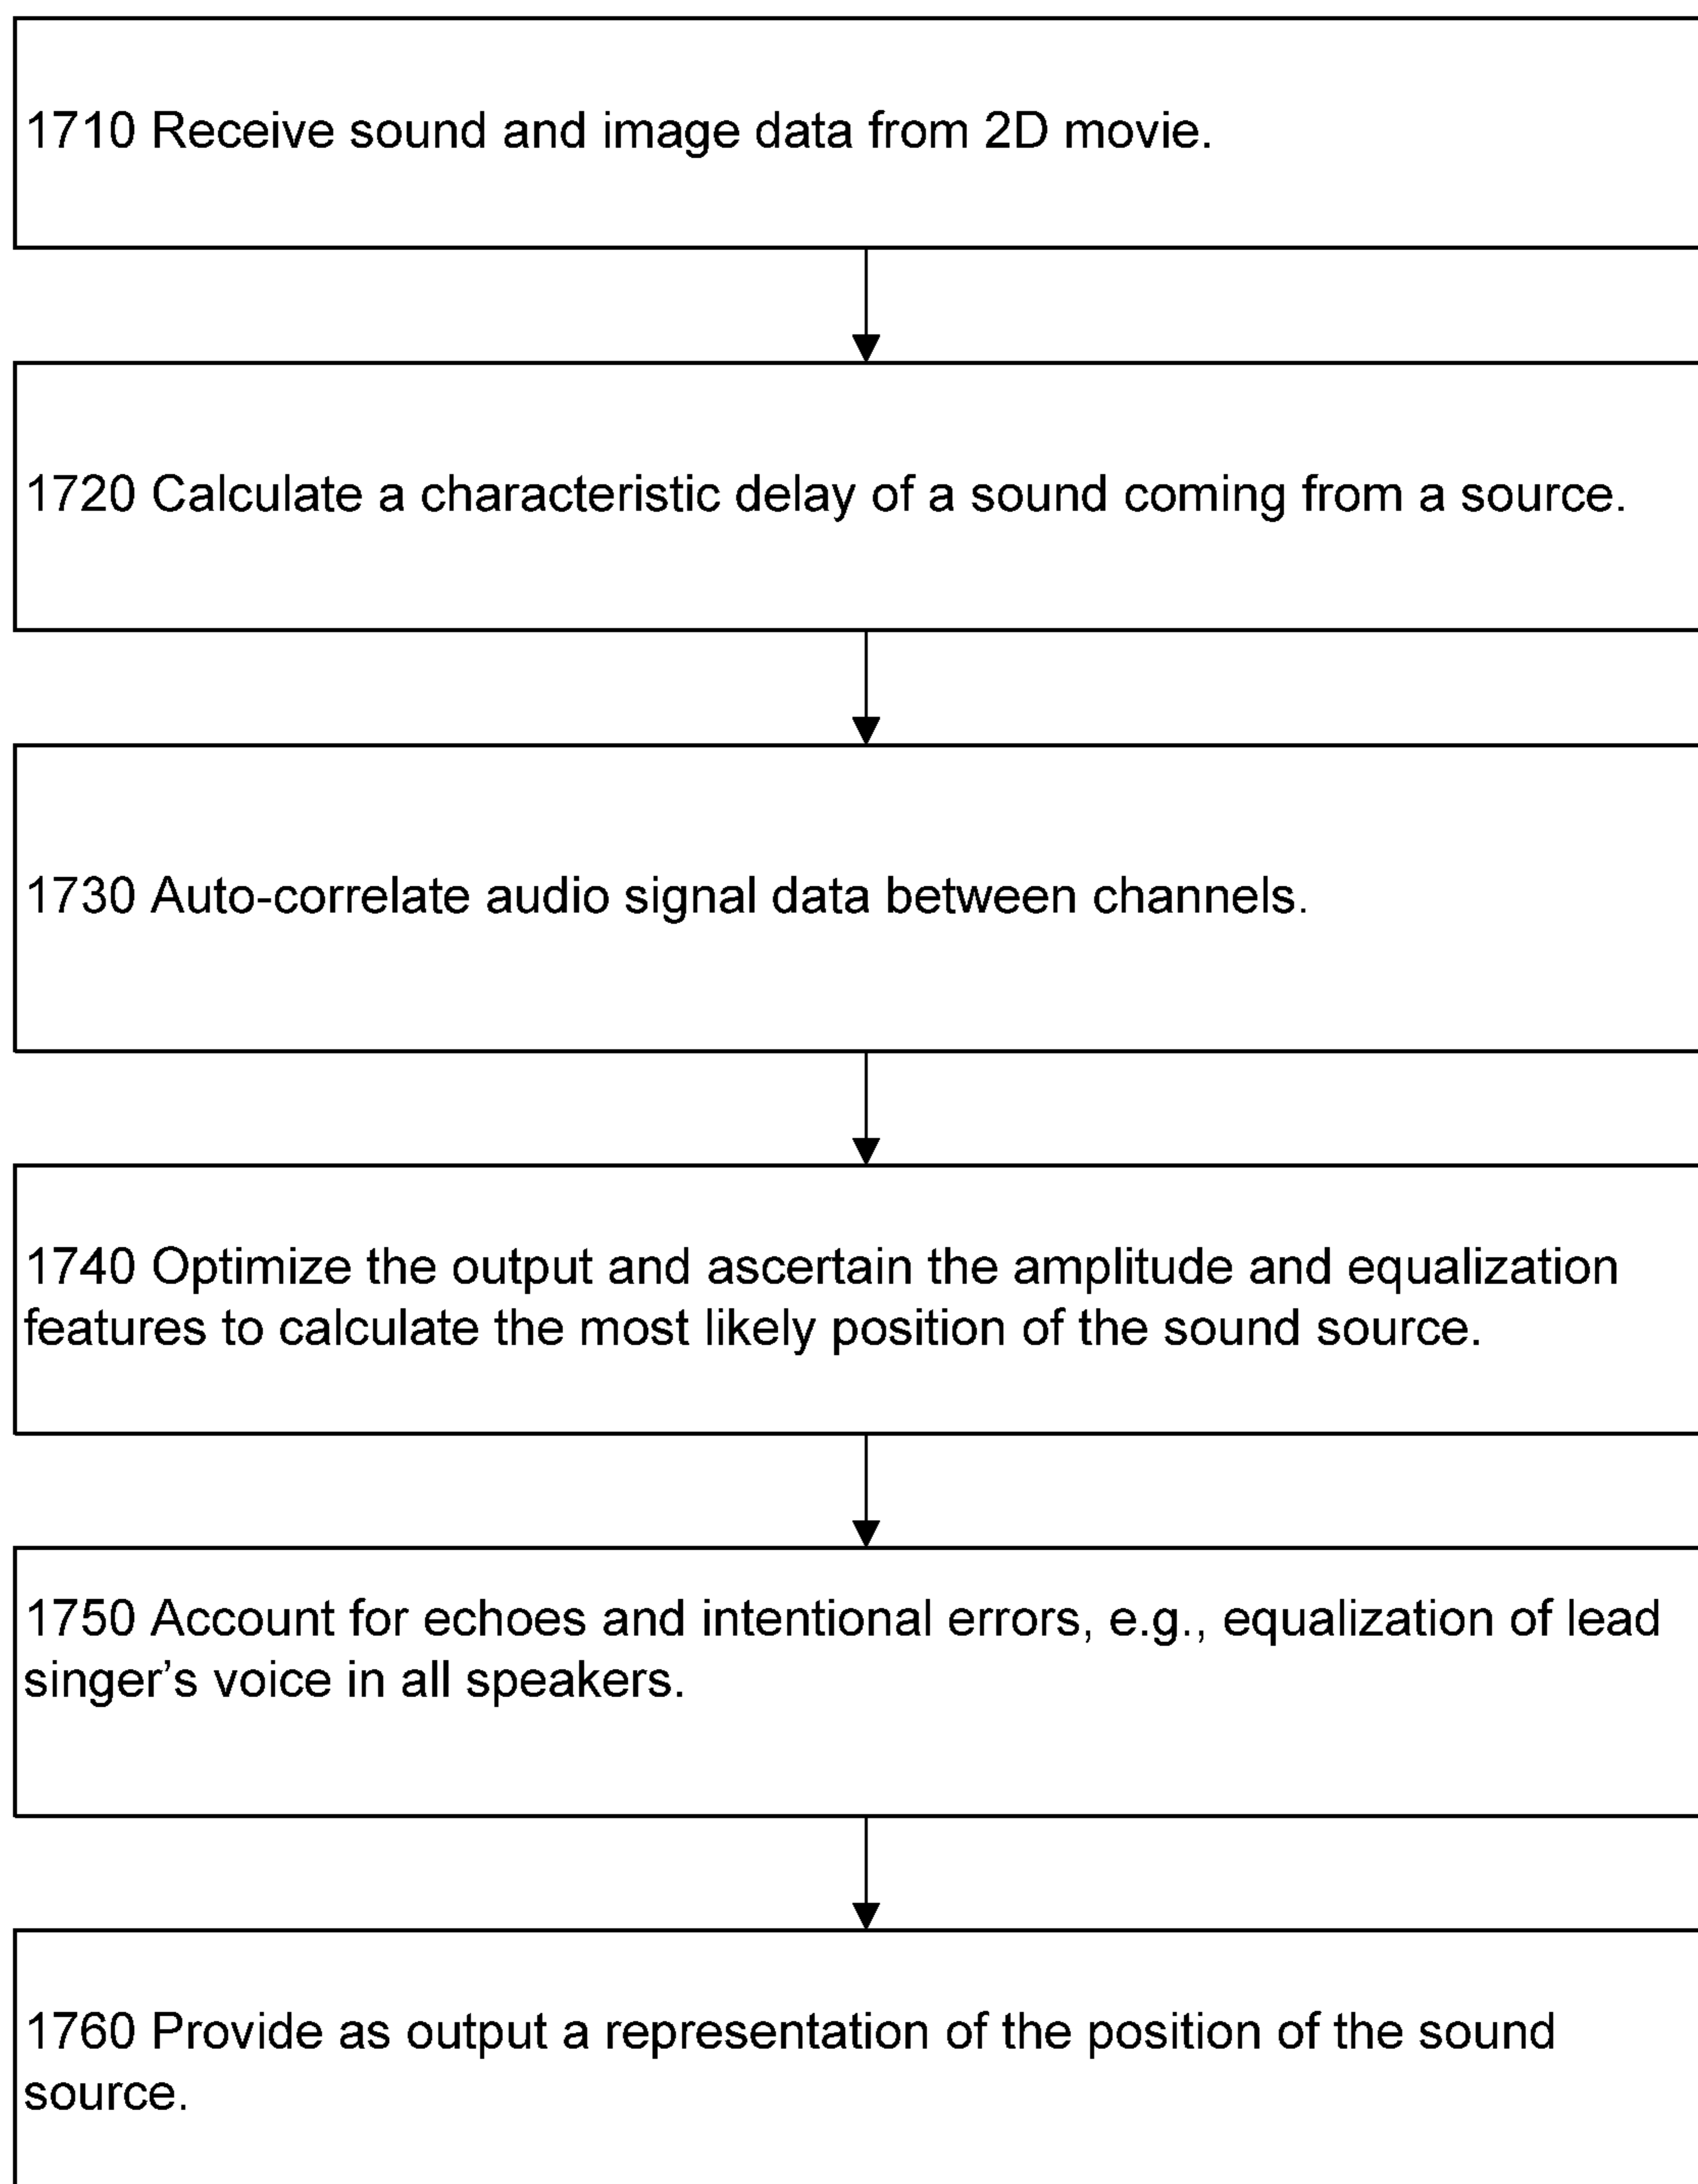 1710 Receive sound and image data from 2D movie.
1720 Calculate a characteristic delay of a sound coming from a source.
1730 Auto-correlate audio signal data between channels.
1740 Optimize the output and ascertain the amplitude and equalization
features to calculate the most likely position of the sound source.
1750 Account for echoes and intentional errors, e.g., equalization of lead
singer's voice in all speakers.
1760 Provide as output a representation of the position of the sound
source.